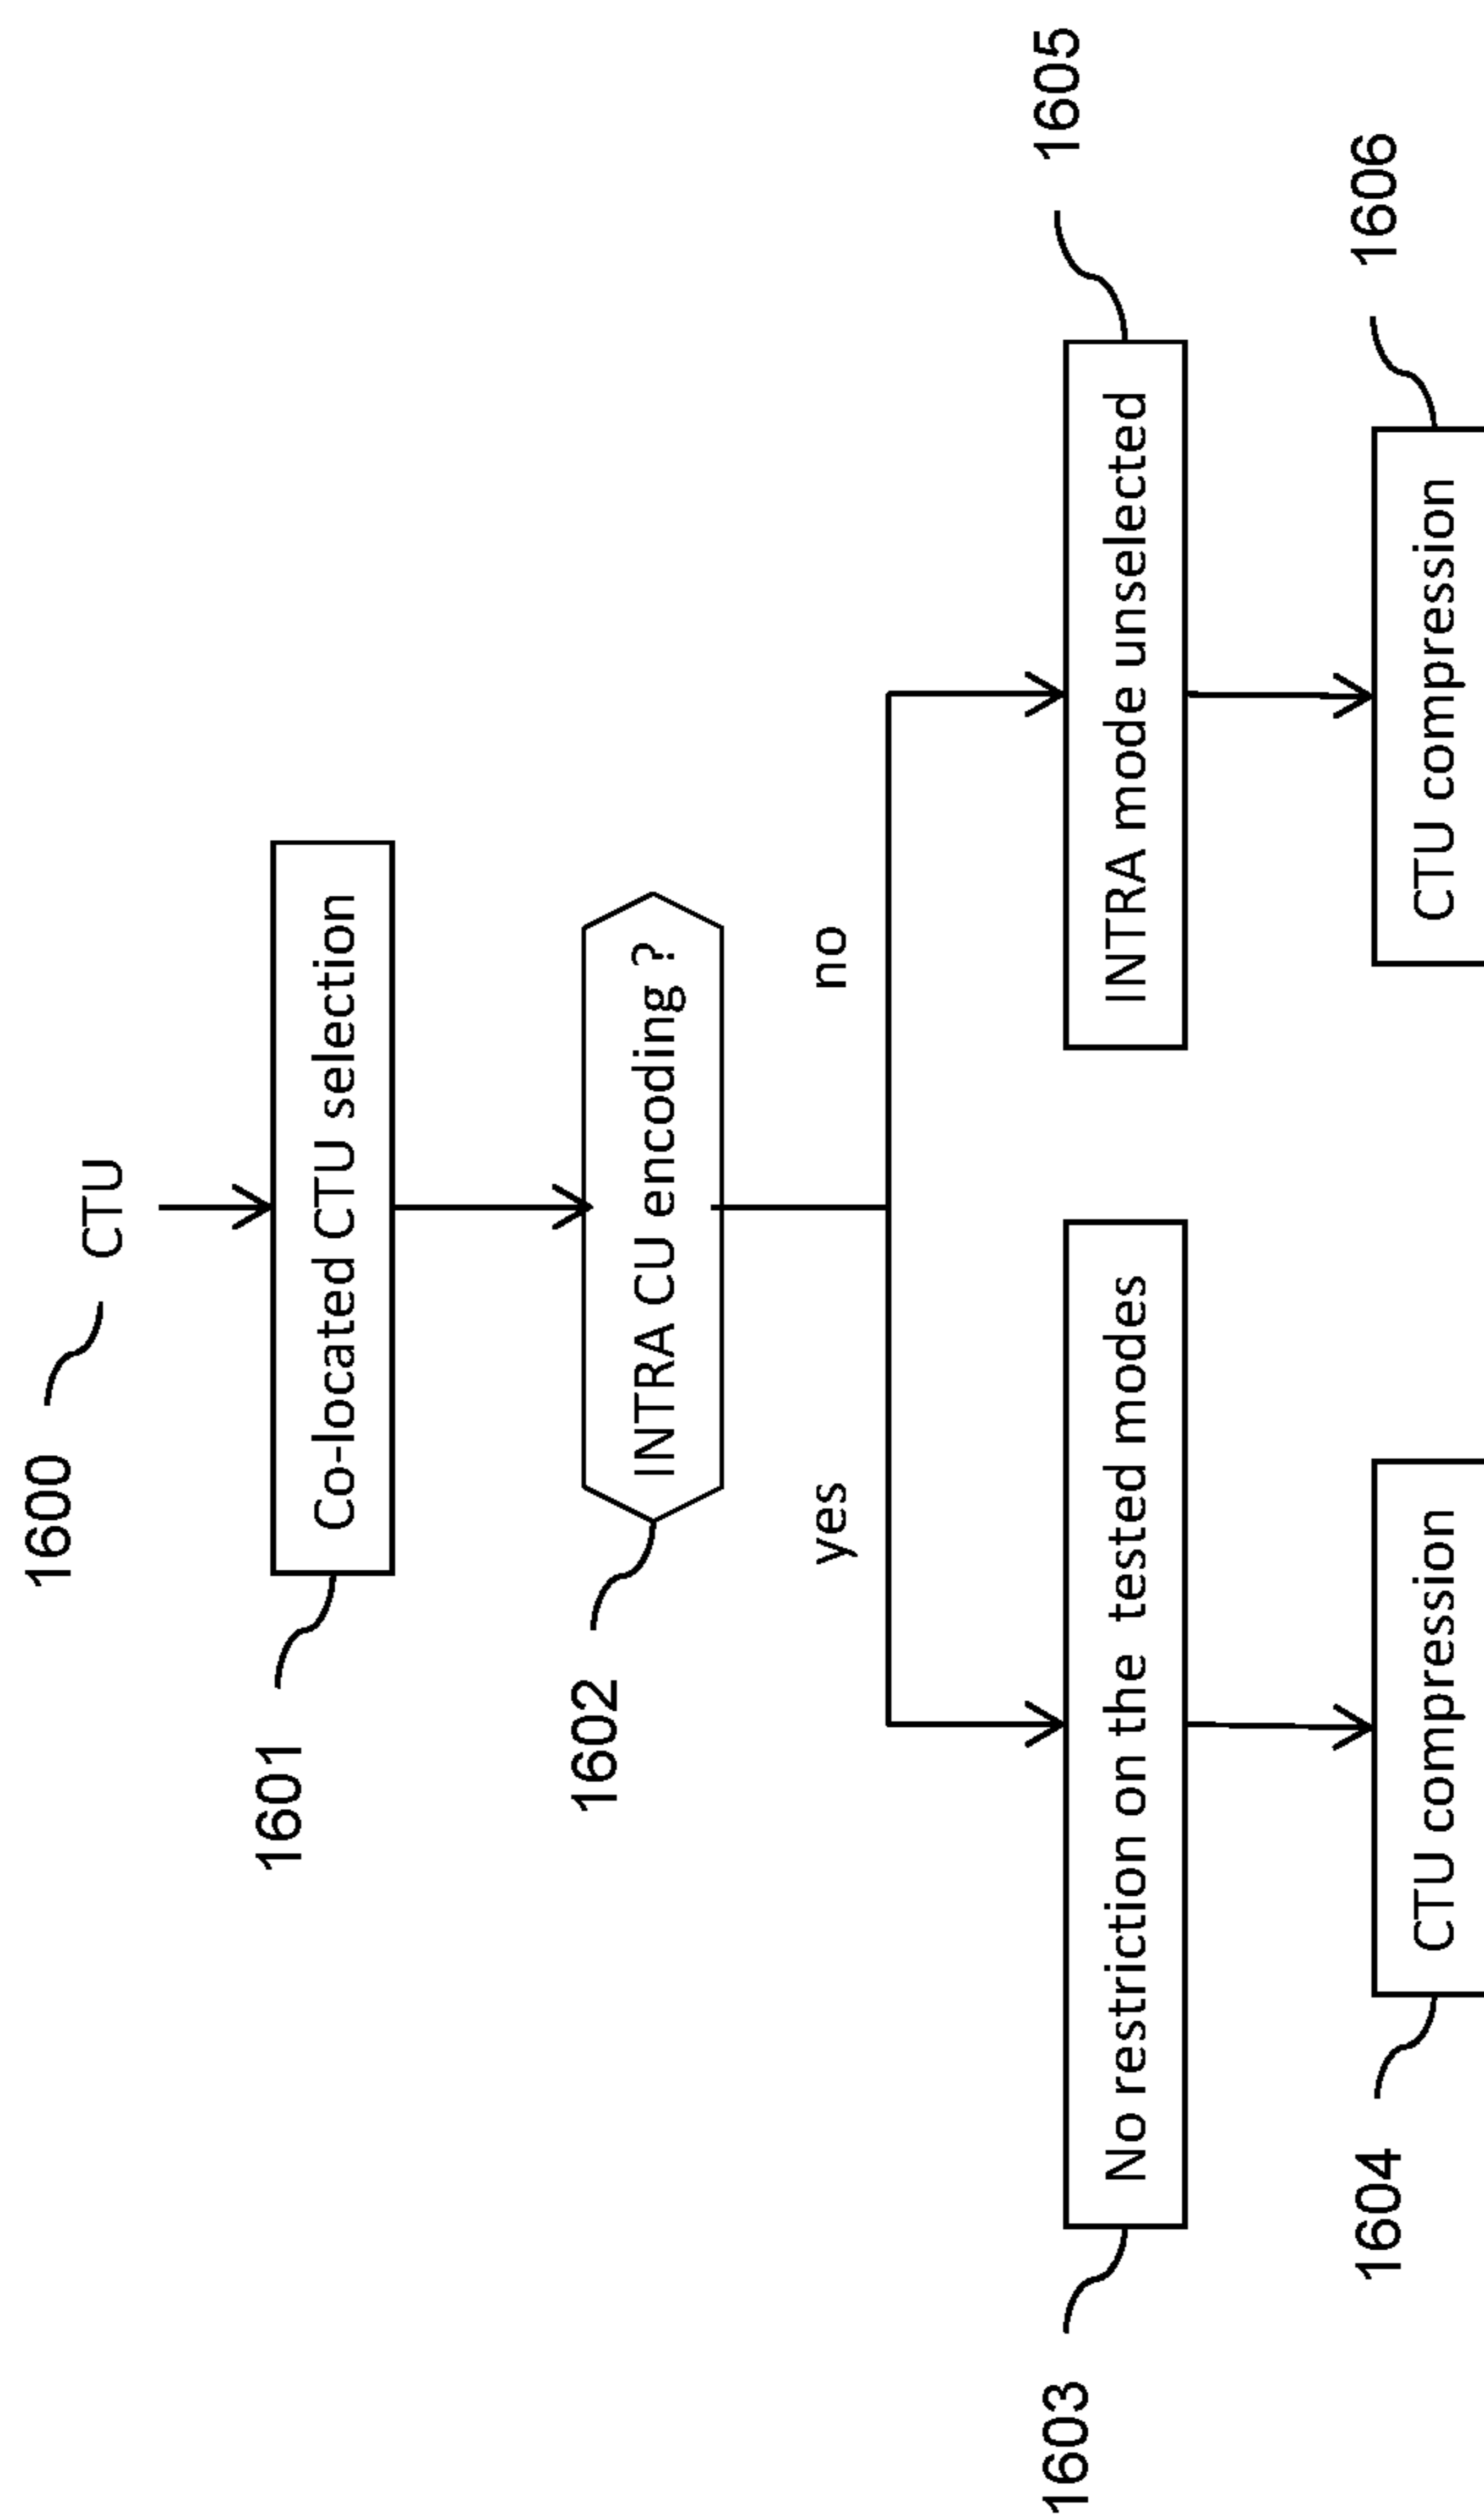 1600
CTU
1601
Co-located CTU selection
1602
INTRA CU encoding ?
yes
no
1603
No restriction on the tested modes
INTRA mode unselected
1605
1604
CTU compression
CTU compression
1606